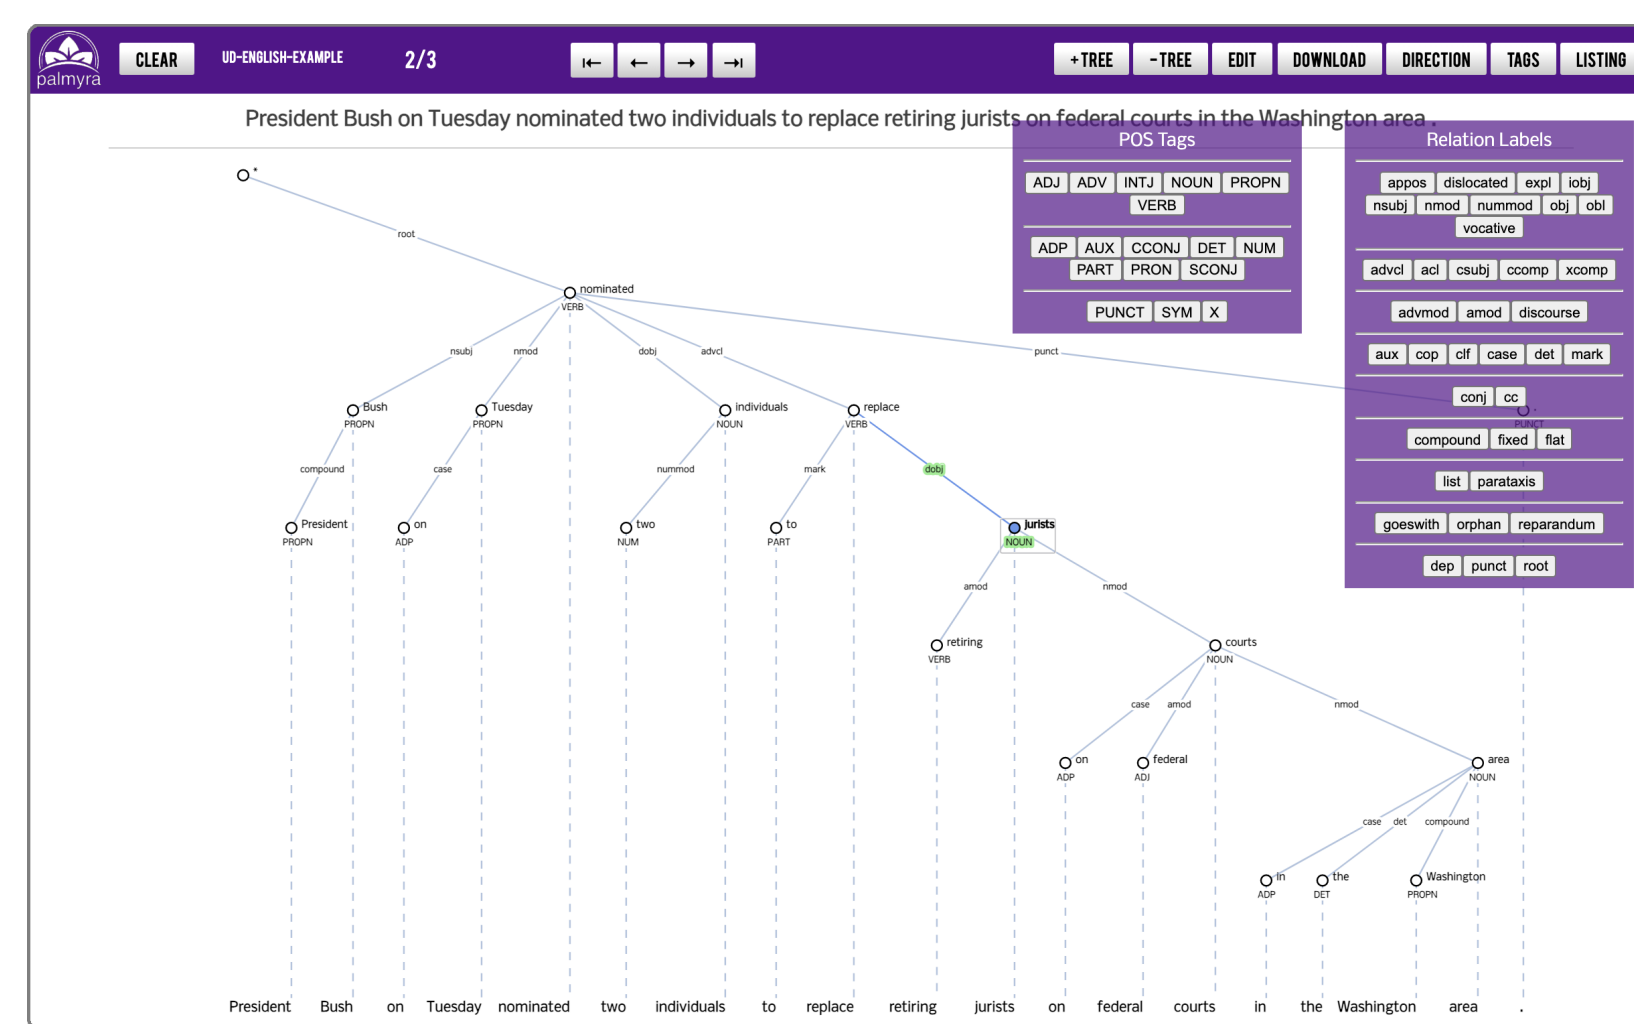 palmyra
CLEAR
UD-ENGLISH-EXAMPLE
2/3
+TREE -TREE EDIT DOWNLOAD DIRECTION TAGS LISTING
President Bush on Tuesday nominated two individuals to replace retiring jurists on federal courts in the Washington area .
POS Tags
ADJ ADV INTJ NOUN PROPN
VERB
ADP AUX CCONJ DET NUM
PART PRON SCONJ
PUNCT SYM X
Relation Labels
appos dislocated expl iobj
nsubj nmod nummod obj obl
vocative
advcl acl csubj ccomp xcomp
advmod amod discourse
aux cop clf case det mark
conj cc
compound fixed flat
list parataxis
goeswith orphan reparandum
dep punct root
*
root
nominated
VERB
nsubj nmod dobj advcl punct
Bush Tuesday individuals replace .
PROPN PROPN NOUN VERB PUNCT
compound case nummod mark dobj
President on two to jurists
PROPN ADP NUM PART NOUN
amod nmod
retiring courts
VERB NOUN
case amod nmod
on federal area
ADP ADJ NOUN
case det compound
in the Washington
ADP DET PROPN
President Bush on Tuesday nominated two individuals to replace retiring jurists on federal courts in the Washington area .